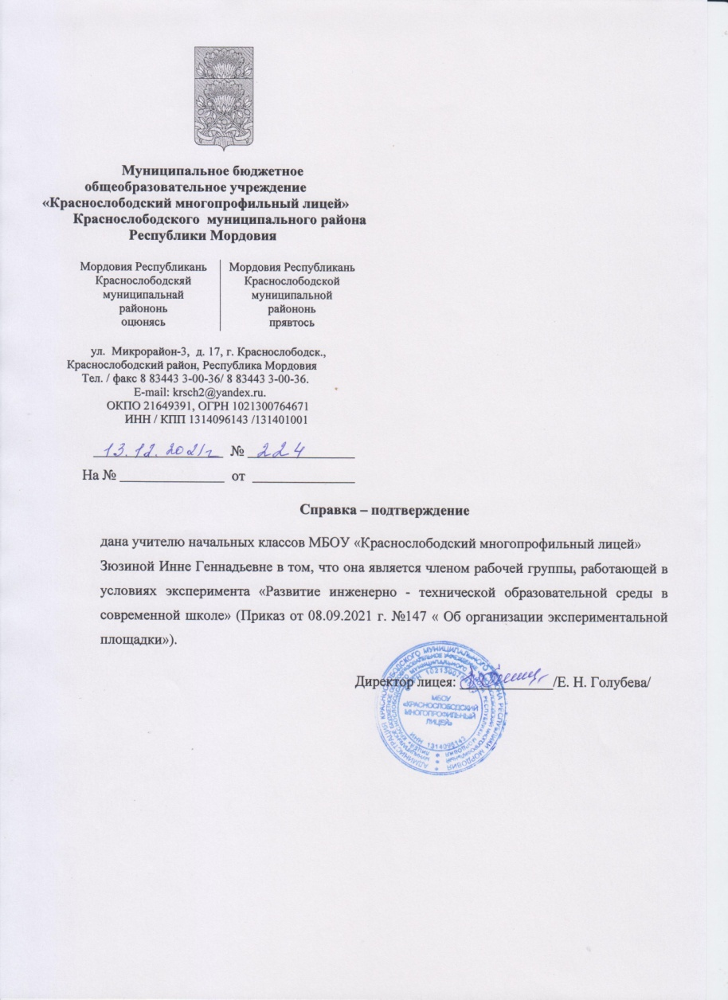 Муниципальное бюджетное
общеобразовательное учреждение
«Краснослободский многопрофильный лицей»
Краснослободского муниципального района
Республики Мордовия
Мордовия Республикань
Краснослободскяй
муниципальнай
районнонь
оцюнясь
Мордовия Республикань
Краснослободской
муниципальной
районнонь
прявтось
ул. Микрорайон-3, д. 17, г. Краснослободск.,
Краснослободский район, Республика Мордовия
Тел. / факс 8 83443 3-00-36/ 8 83443 3-00-36.
E-mail: krsch2@yandex.ru.
ОКПО 21649391, ОГРН 1021300764671
ИНН / КПП 1314096143 /131401001
13.12.2021г № 224
На № ______________ от ______________
Справка – подтверждение
дана учителю начальных классов МБОУ «Краснослободский многопрофильный лицей»
Зюзиной Инне Геннадьевне в том, что она является членом рабочей группы, работающей в
условиях эксперимента «Развитие инженерно - технической образовательной среды в
современной школе» (Приказ от 08.09.2021 г. №147 « Об организации экспериментальной
площадки»).
Директор лицея: ____________/Е. Н. Голубева/
МБОУ
«КРАСНОСЛОБОДСКИЙ
МНОГОПРОФИЛЬНЫЙ
ЛИЦЕЙ»
ИНН 1314096143